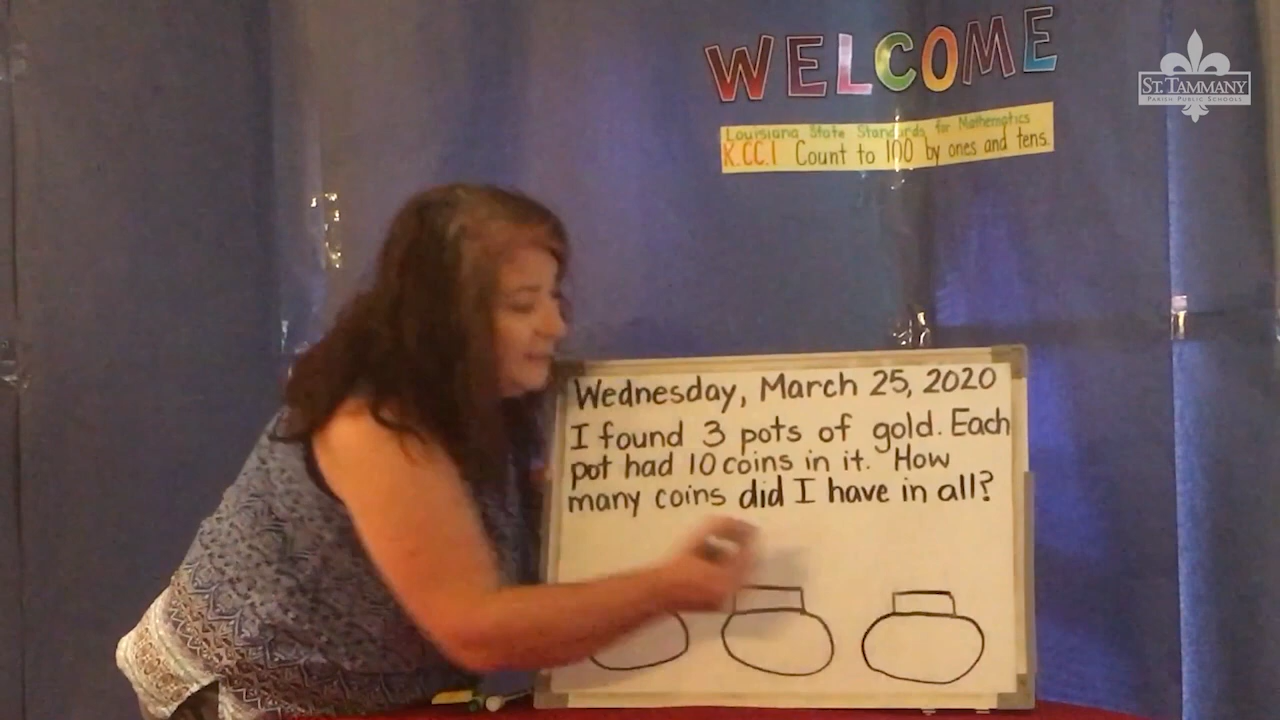 WELCOME
ST. TAMMANY
PARISH PUBLIC SCHOOLS
Louisiana State Standards for Mathematics
K.CC.1 Count to 100 by ones and tens.
Wednesday, March 25, 2020
I found 3 pots of gold. Each
pot had 10 coins in it. How
many coins did I have in all?